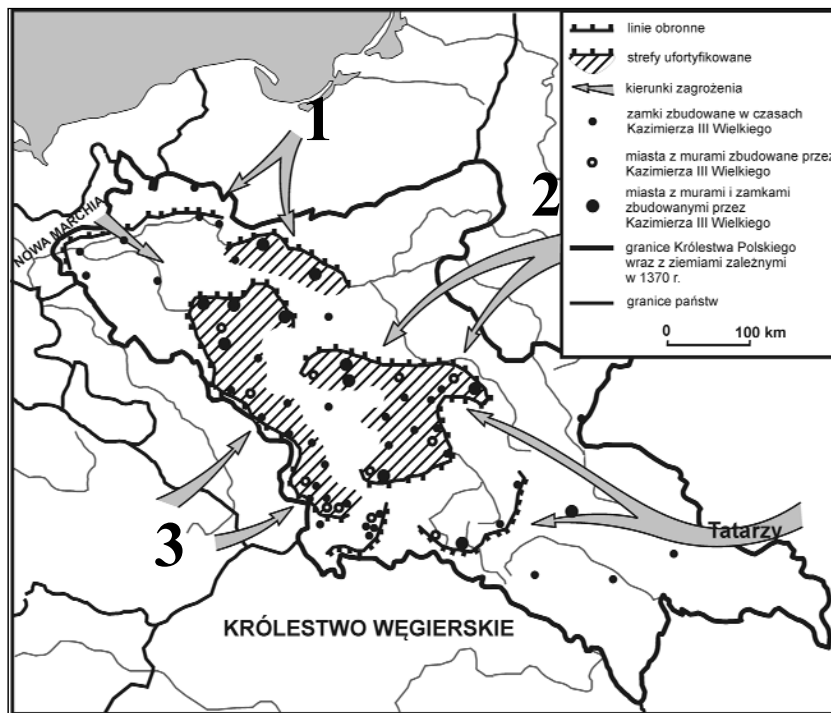 linie obronne
strefy ufortyfikowane
kierunki zagrożenia
zamki zbudowane w czasach
Kazimierza III Wielkiego
miasta z murami zbudowane przez
Kazimierza III Wielkiego
miasta z murami i zamkami
zbudowanymi przez
Kazimierza III Wielkiego
granice Królestwa Polskiego
wraz z ziemiami zależnymi
w 1370 r.
granice państw
0 100 km
1
2
NOWA MARCHIA
3
Tatarzy
KRÓLESTWO WĘGIERSKIE